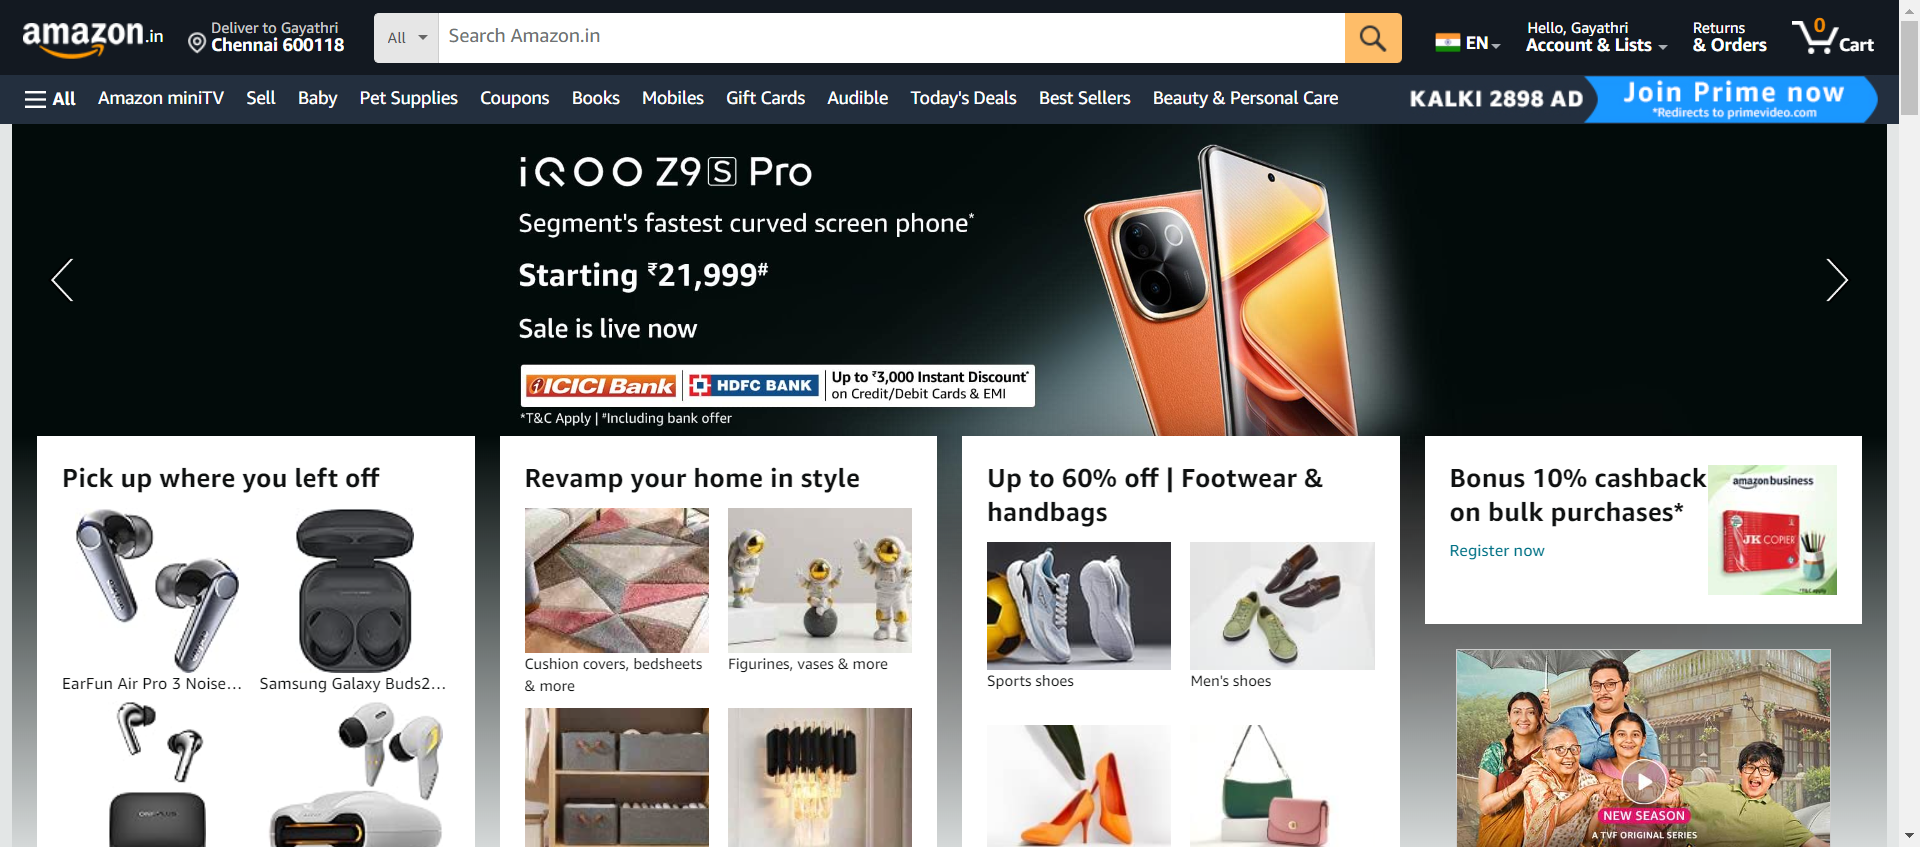 amazon.in
Deliver to Gayathri
Chennai 600118
All
Search Amazon.in
EN
Hello, Gayathri
Account & Lists
Returns
& Orders
0
Cart
All
Amazon miniTV
Sell
Baby
Pet Supplies
Coupons
Books
Mobiles
Gift Cards
Audible
Today's Deals
Best Sellers
Beauty & Personal Care
KALKI 2898 AD
Join Prime now
*Redirects to primevideo.com
iQOO Z9S Pro
Segment's fastest curved screen phone*
Starting ₹21,999#
Sale is live now
ICICI Bank
HDFC BANK
Up to ₹3,000 Instant Discount*
on Credit/Debit Cards & EMI
*T&C Apply | #Including bank offer
Pick up where you left off
EarFun Air Pro 3 Noise...
Samsung Galaxy Buds2...
Revamp your home in style
Cushion covers, bedsheets
& more
Figurines, vases & more
Up to 60% off | Footwear &
handbags
Sports shoes
Men's shoes
Bonus 10% cashback
on bulk purchases*
Register now
amazon business
JK COPIER
*T&C apply
NEW SEASON
A TVF ORIGINAL SERIES